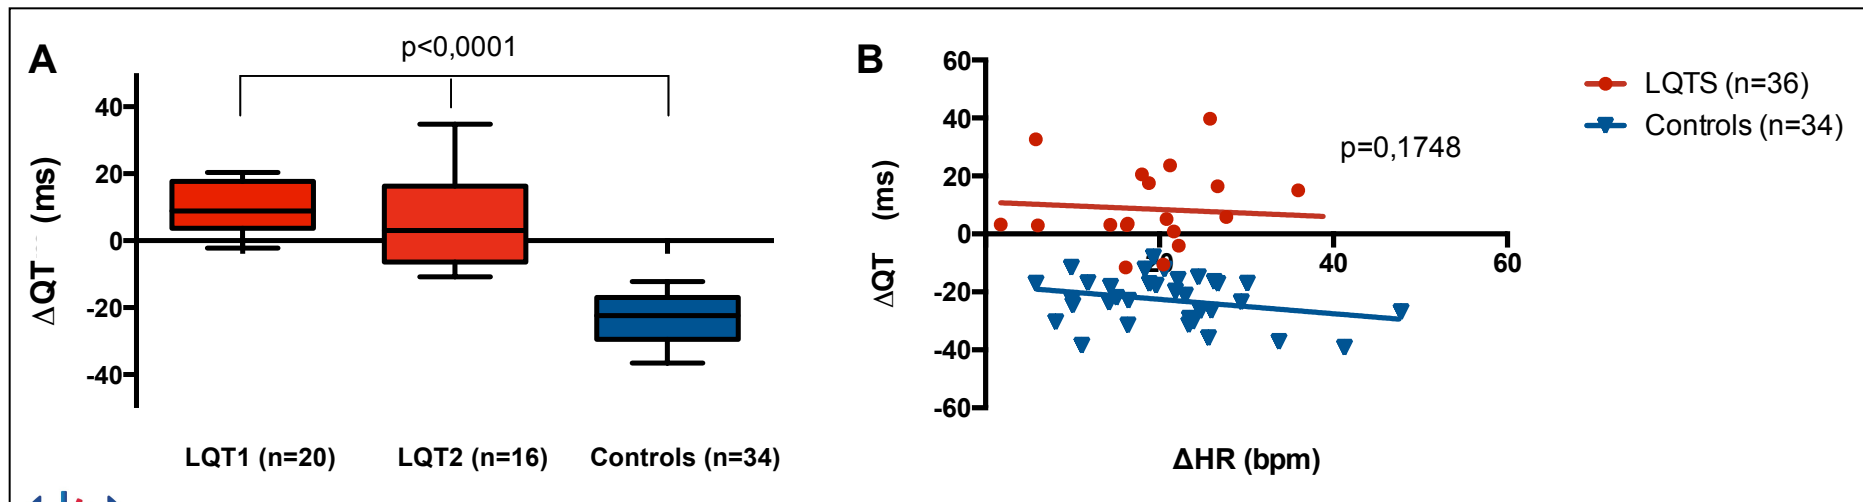 A
p<0,0001
40
20
0
-20
-40
ΔQT (ms)
LQT1 (n=20)
LQT2 (n=16)
Controls (n=34)
B
60
40
20
0
-20
-40
-60
ΔQT (ms)
20
40
60
ΔHR (bpm)
p=0,1748
LQTS (n=36)
Controls (n=34)